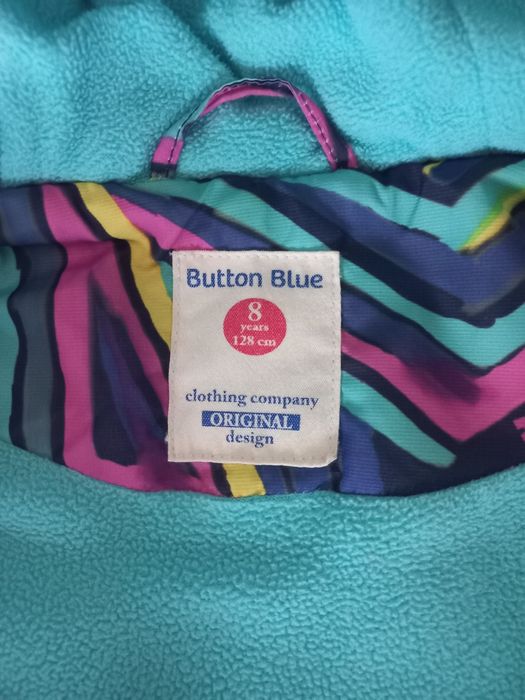 Button Blue
8
years
128 cm
clothing company
ORIGINAL
design